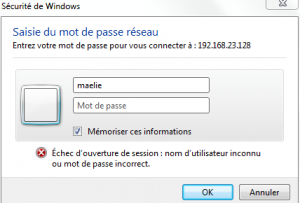 Sécurité de Windows
Saisie du mot de passe réseau
Entrez votre mot de passe pour vous connecter à : 192.168.23.128
maelie
Mot de passe
Mémoriser ces informations
Échec d'ouverture de session : nom d'utilisateur inconnu
ou mot de passe incorrect.
OK
Annuler